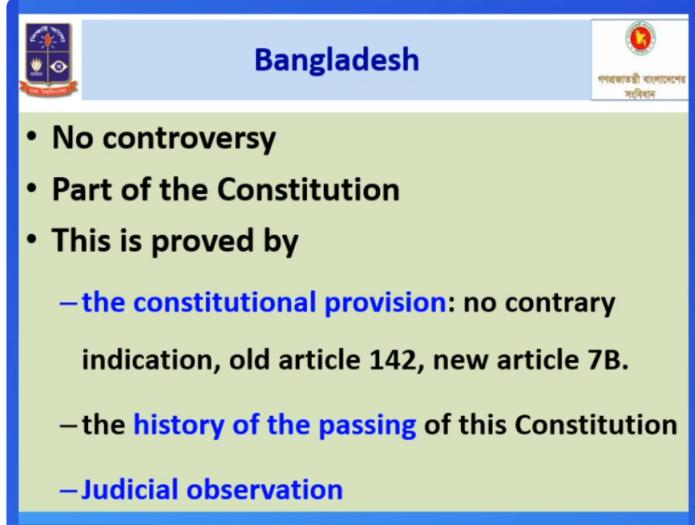 Bangladesh
গণপ্রজাতন্ত্রী বাংলাদেশের
সংবিধান
• No controversy
• Part of the Constitution
• This is proved by
–the constitutional provision: no contrary
indication, old article 142, new article 7B.
–the history of the passing of this Constitution
–Judicial observation